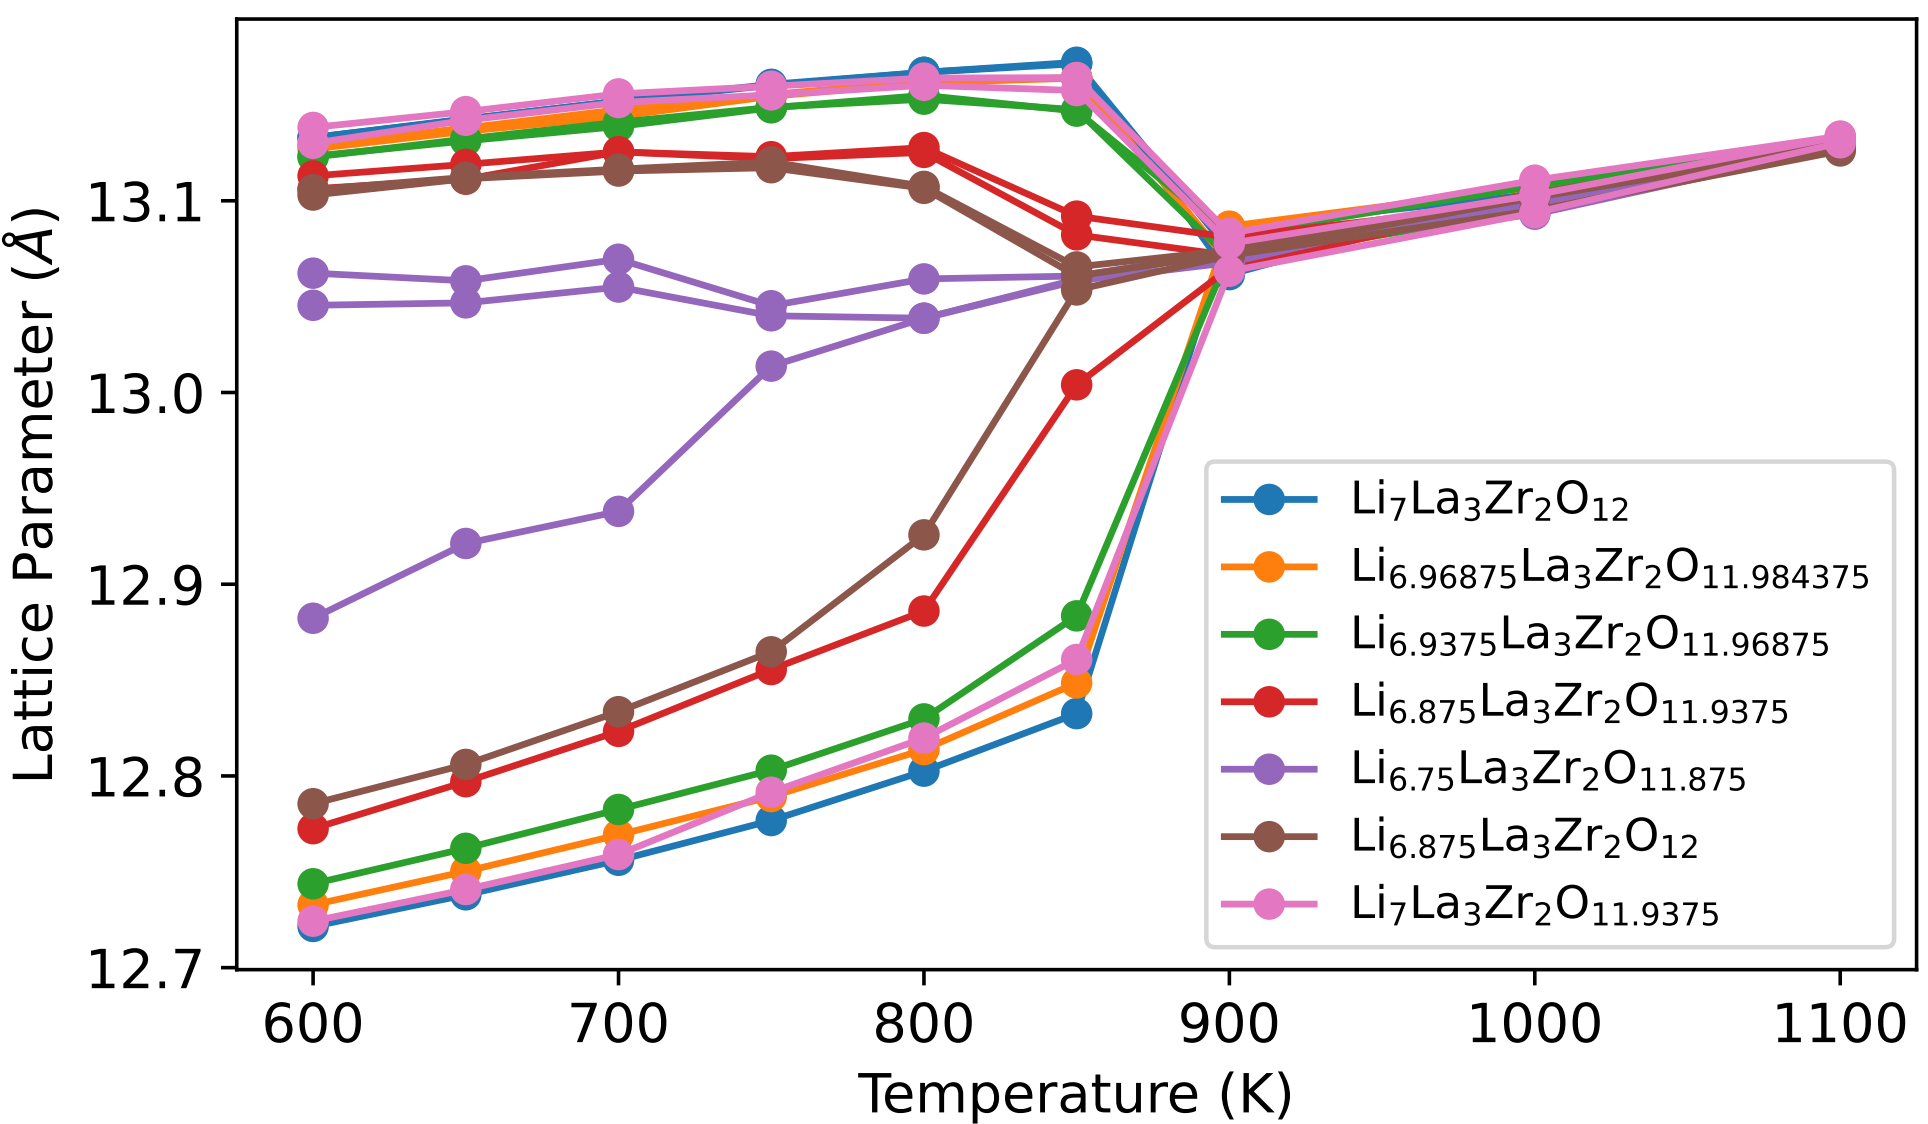 Lattice Parameter (Å)
13.1
13.0
12.9
12.8
12.7
600 700 800 900 1000 1100
Temperature (K)
Li₇La₃Zr₂O₁₂
Li₆.₉₆₈₇₅La₃Zr₂O₁₁.₉₈₄₃₇₅
Li₆.₉₃₇₅La₃Zr₂O₁₁.₉₆₈₇₅
Li₆.₈₇₅La₃Zr₂O₁₁.₉₃₇₅
Li₆.₇₅La₃Zr₂O₁₁.₈₇₅
Li₆.₈₇₅La₃Zr₂O₁₂
Li₇La₃Zr₂O₁₁.₉₃₇₅